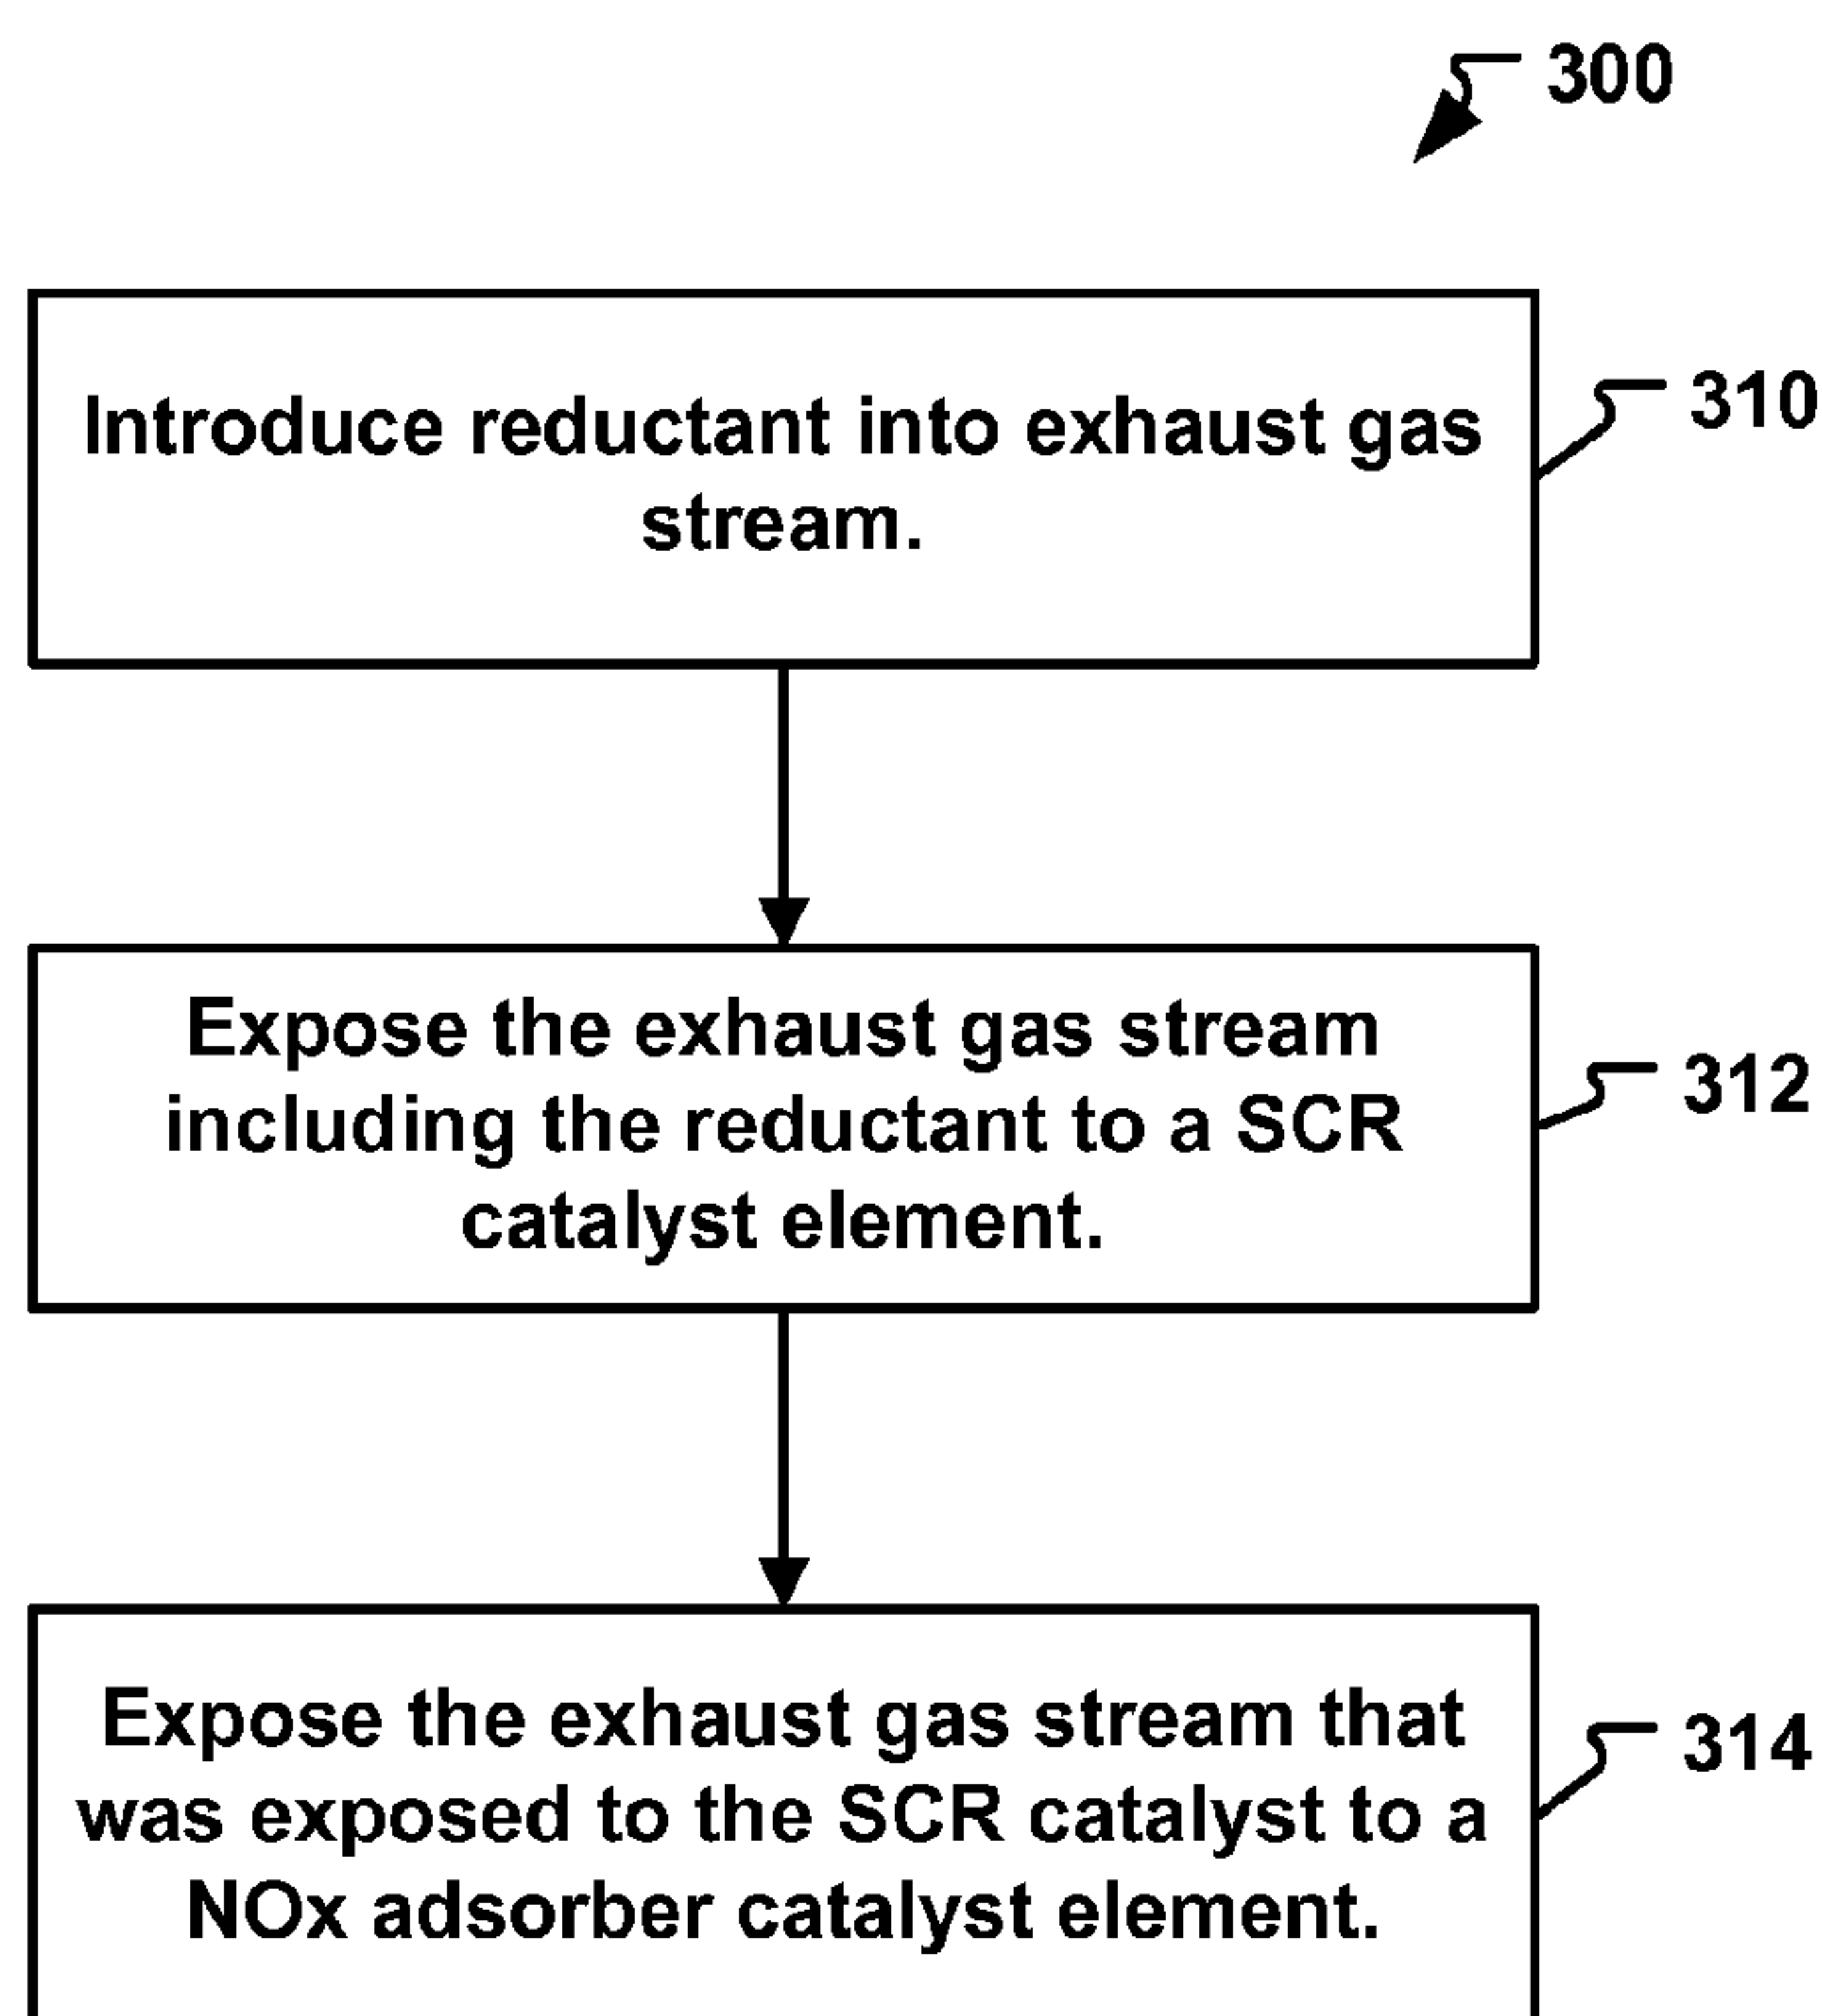 300
Introduce reductant into exhaust gas
stream.
310
Expose the exhaust gas stream
including the reductant to a SCR
catalyst element.
312
Expose the exhaust gas stream that
was exposed to the SCR catalyst to a
NOx adsorber catalyst element.
314